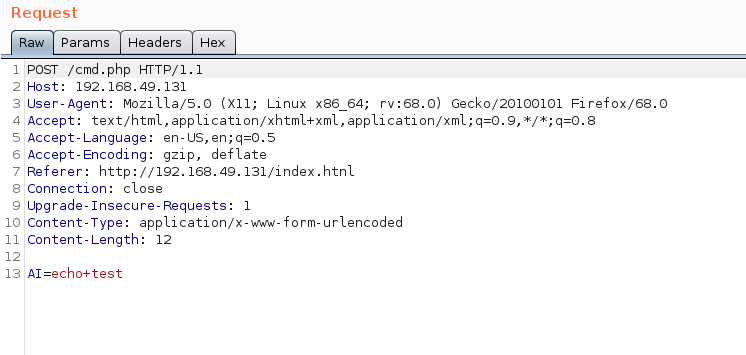 Request
Raw Params Headers Hex
1 POST /cmd.php HTTP/1.1
2 Host: 192.168.49.131
3 User-Agent: Mozilla/5.0 (X11; Linux x86_64; rv:68.0) Gecko/20100101 Firefox/68.0
4 Accept: text/html,application/xhtml+xml,application/xml;q=0.9,*/*;q=0.8
5 Accept-Language: en-US,en;q=0.5
6 Accept-Encoding: gzip, deflate
7 Referer: http://192.168.49.131/index.htnl
8 Connection: close
9 Upgrade-Insecure-Requests: 1
10 Content-Type: application/x-www-form-urlencoded
11 Content-Length: 12
12
13 AI=echo+test